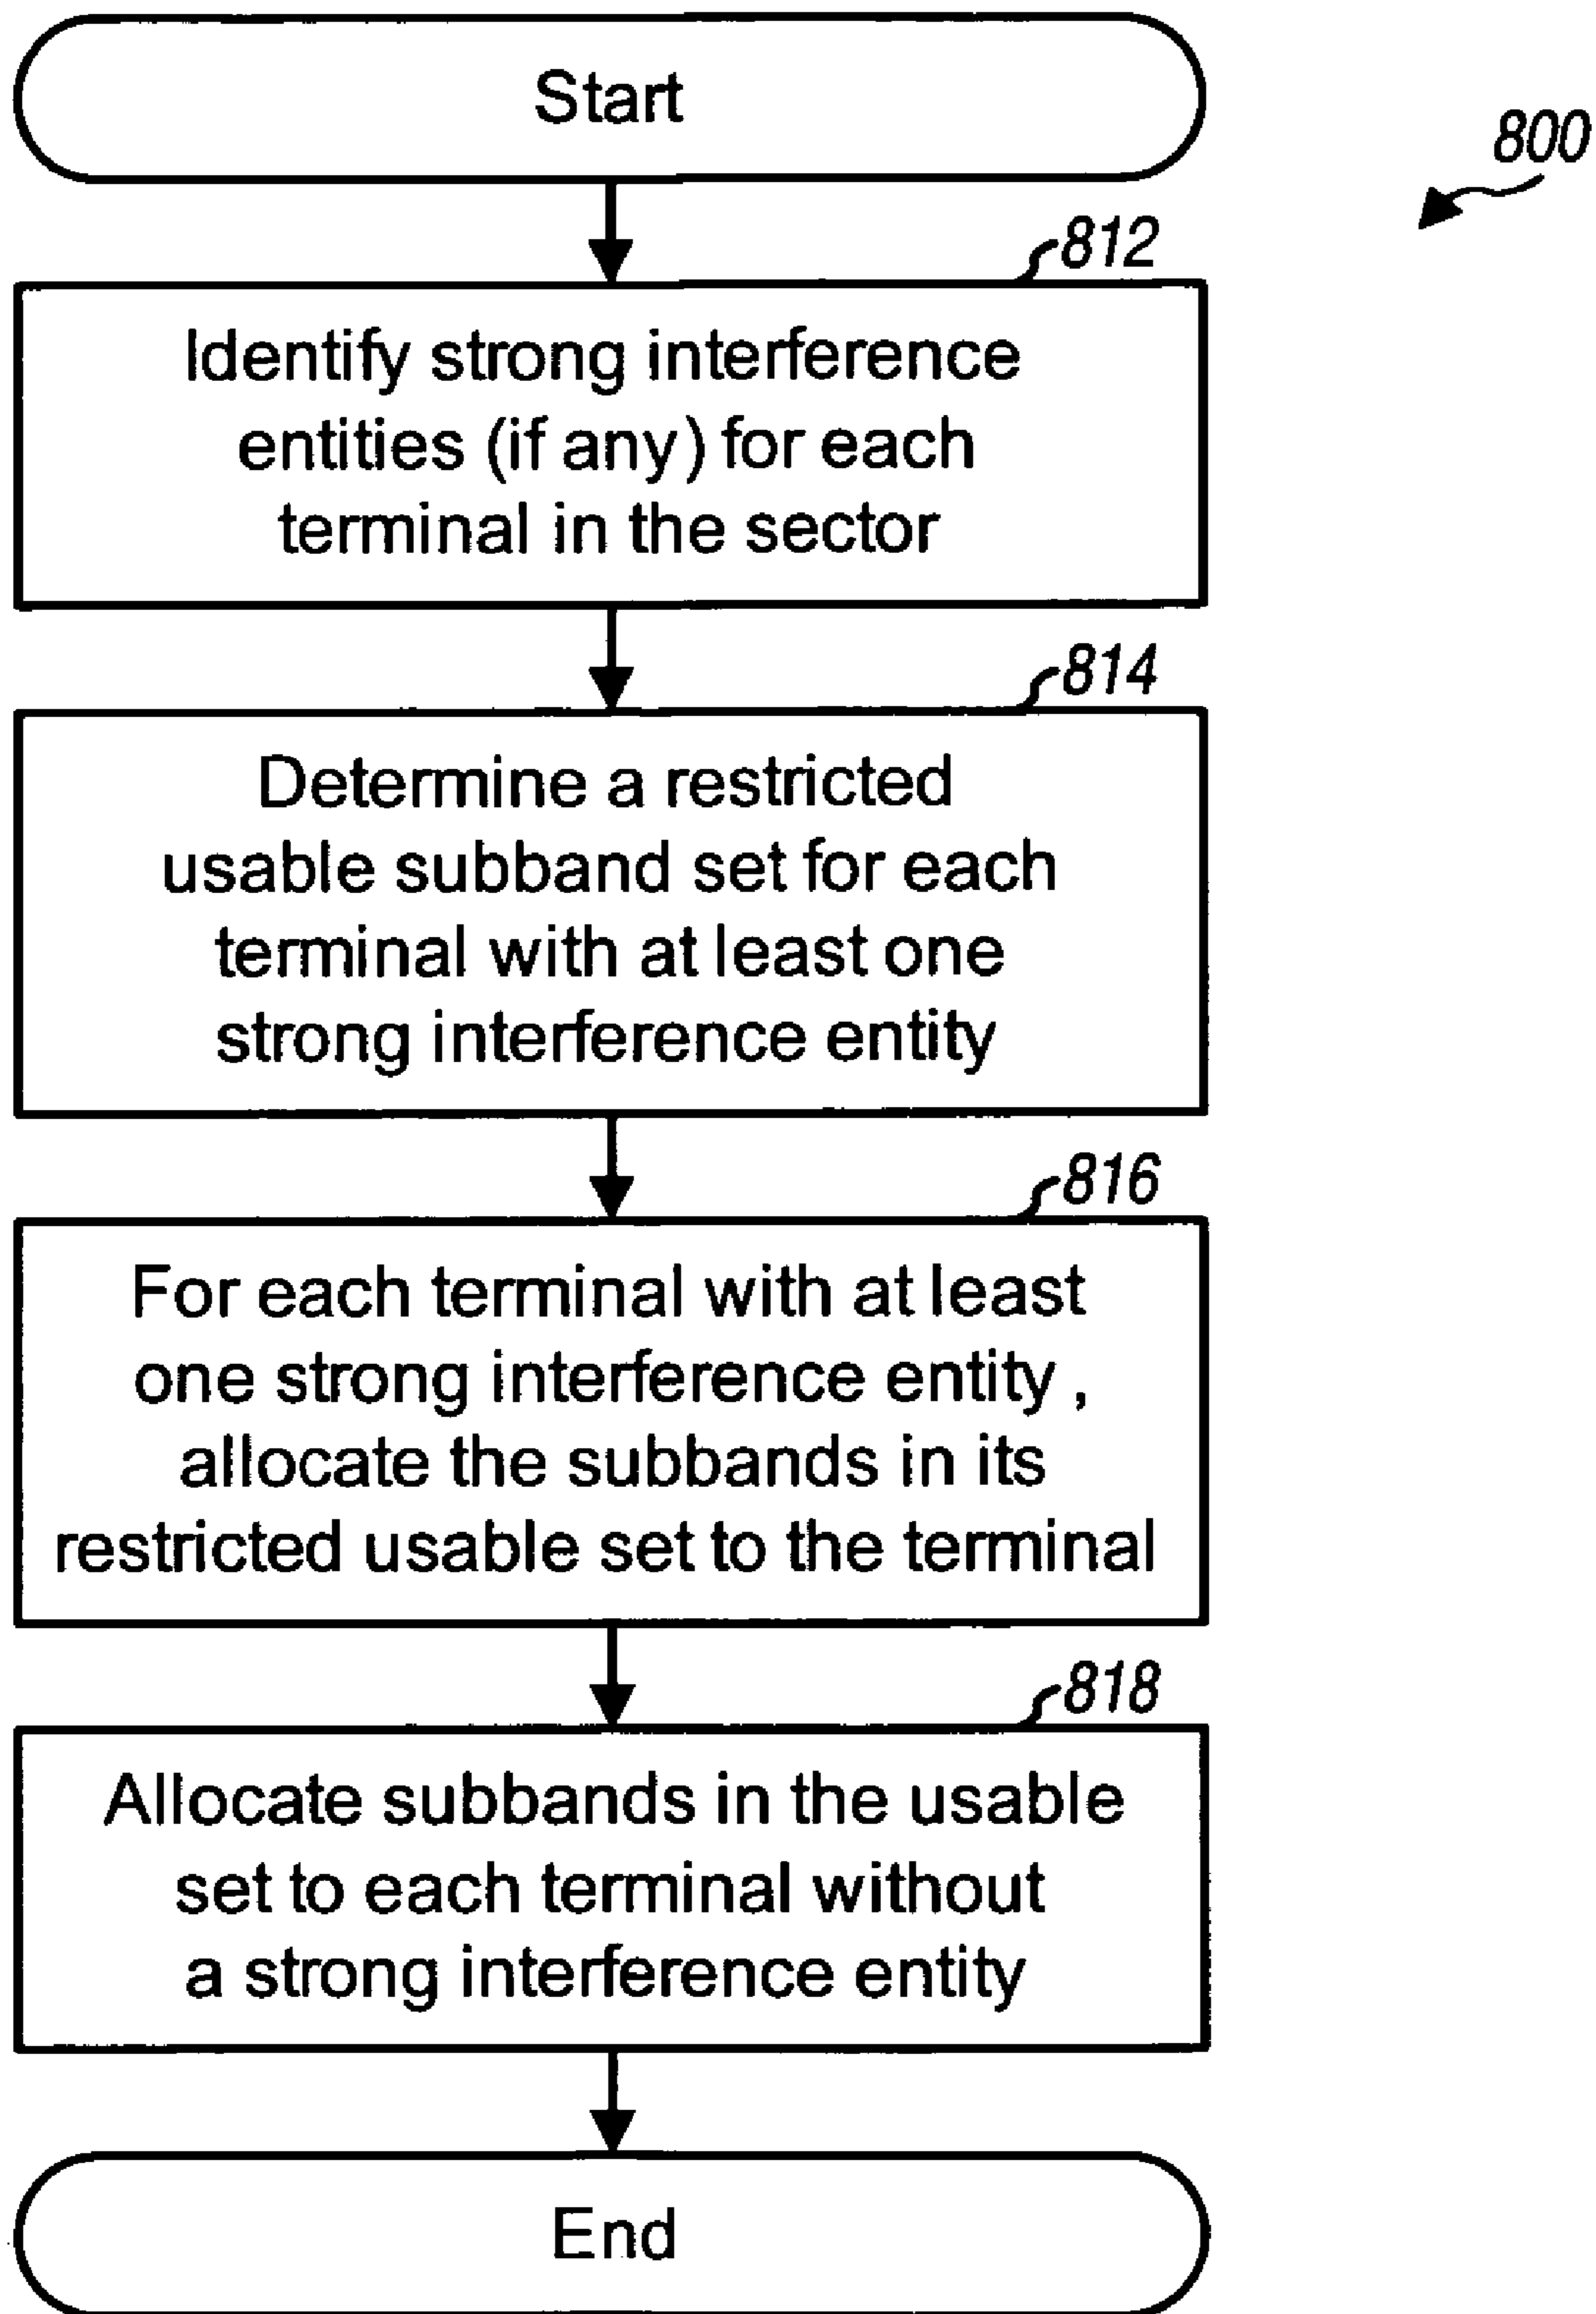 Start
800
812
Identify strong interference
entities (if any) for each
terminal in the sector
814
Determine a restricted
usable subband set for each
terminal with at least one
strong interference entity
816
For each terminal with at least
one strong interference entity ,
allocate the subbands in its
restricted usable set to the terminal
818
Allocate subbands in the usable
set to each terminal without
a strong interference entity
End